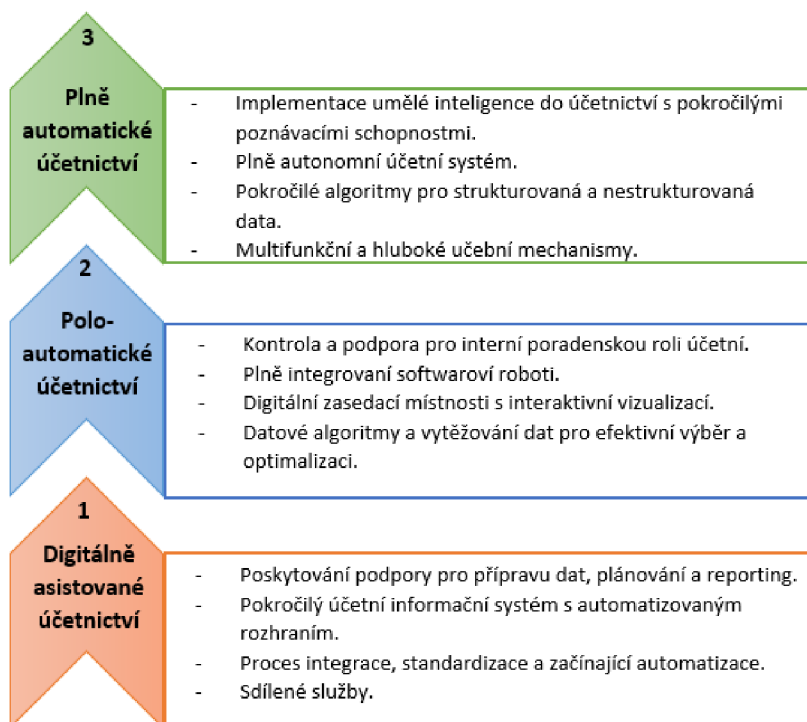 3
Plně
automatické
účetnictví
- Implementace umělé inteligence do účetnictví s pokročilými
poznávacími schopnostmi.
- Plně autonomní účetní systém.
- Pokročilé algoritmy pro strukturovaná a nestrukturovaná
data.
- Multifunkční a hluboké učební mechanismy.
2
Polo-
automatické
účetnictví
- Kontrola a podpora pro interní poradenskou roli účetní.
- Plně integrovaní softwaroví roboti.
- Digitální zasedací místnosti s interaktivní vizualizací.
- Datové algoritmy a vytěžování dat pro efektivní výběr a
optimalizaci.
1
Digitálně
asistované
účetnictví
- Poskytování podpory pro přípravu dat, plánování a reporting.
- Pokročilý účetní informační systém s automatizovaným
rozhraním.
- Proces integrace, standardizace a začínající automatizace.
- Sdílené služby.